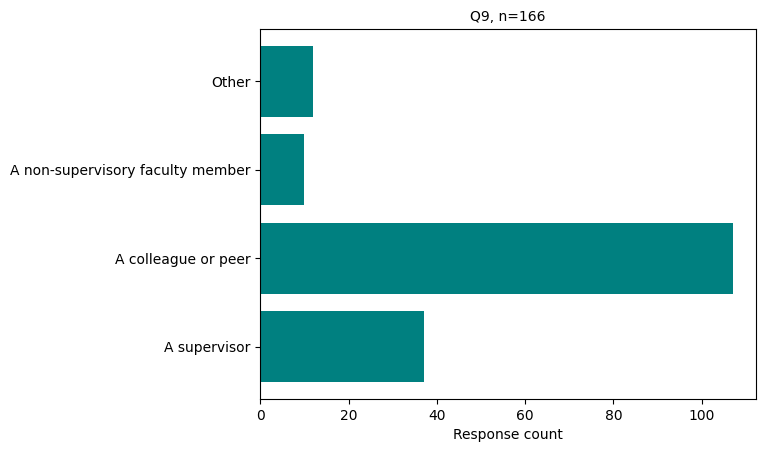 Q9, n=166
Other
A non-supervisory faculty member
A colleague or peer
A supervisor
0 20 40 60 80 100
Response count